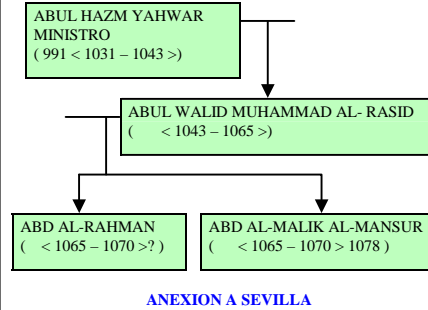 ABUL HAZM YAHWAR
MINISTRO
( 991 < 1031 – 1043 >)
ABUL WALID MUHAMMAD AL- RASID
( < 1043 – 1065 >)
ABD AL-RAHMAN
( < 1065 – 1070 >? )
ABD AL-MALIK AL-MANSUR
( < 1065 – 1070 > 1078 )
ANEXION A SEVILLA